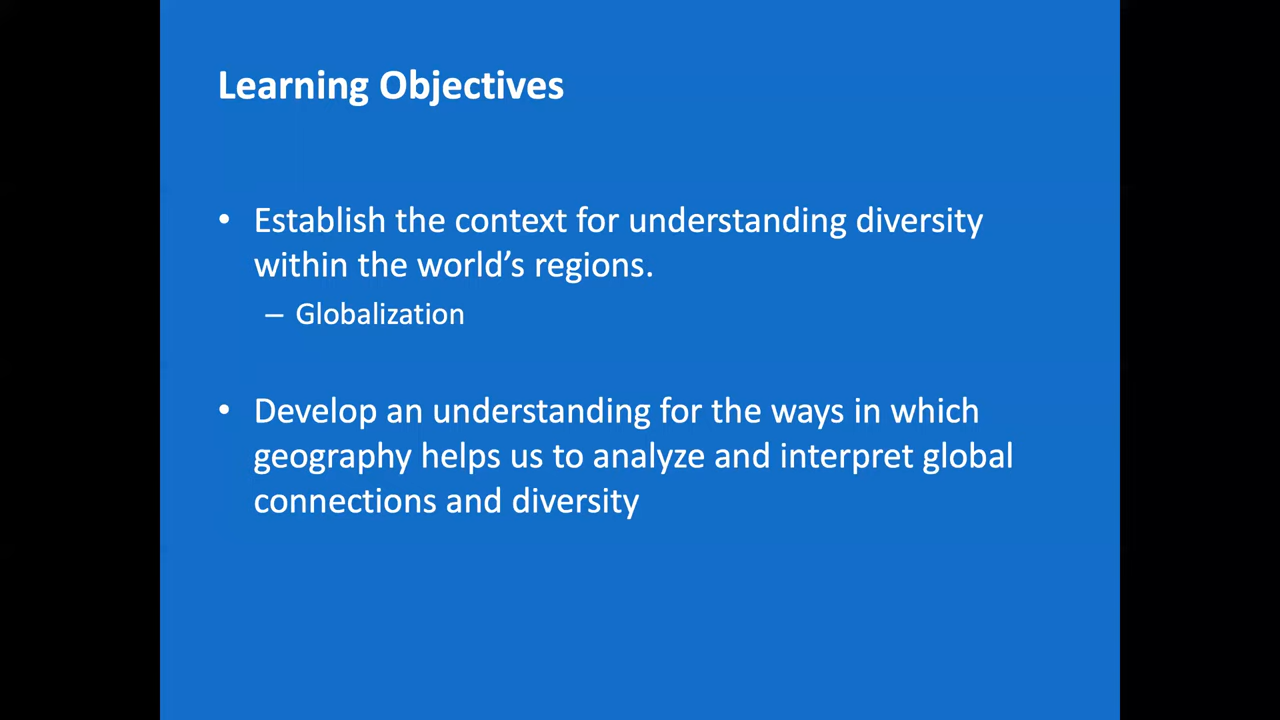 Learning Objectives
• Establish the context for understanding diversity
within the world’s regions.
– Globalization
• Develop an understanding for the ways in which
geography helps us to analyze and interpret global
connections and diversity